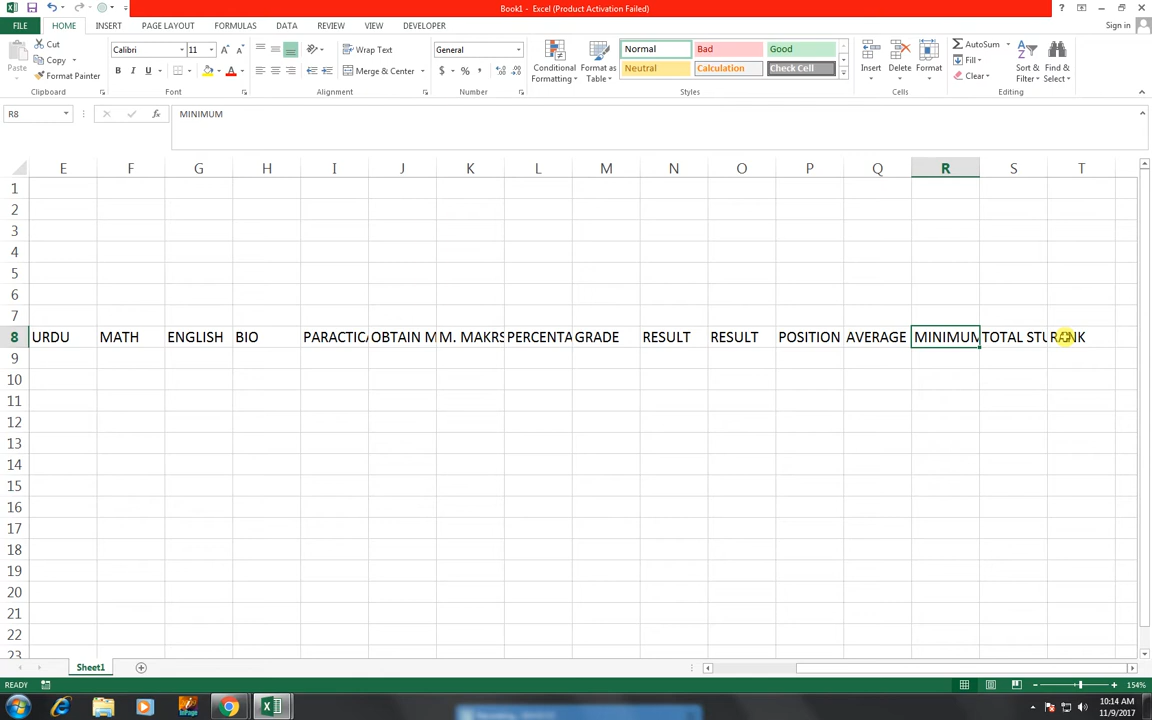 Book1 - Excel (Product Activation Failed)
Sign in
FILE HOME INSERT PAGE LAYOUT FORMULAS DATA REVIEW VIEW DEVELOPER
Paste
Cut
Copy
Format Painter
Clipboard
Calibri 11
B I U
Font
Wrap Text
Merge & Center
Alignment
General
$ % ,
Number
Conditional Formatting
Format as Table
Normal Bad Good
Neutral Calculation Check Cell
Styles
Insert Delete Format
Cells
AutoSum
Fill
Clear
Sort & Filter
Find & Select
Editing
R8 fx MINIMUM
E F G H I J K L M N O P Q R S T
1
2
3
4
5
6
7
8 URDU MATH ENGLISH BIO PARACTICA OBTAIN M M. MAKRS PERCENTA GRADE RESULT RESULT POSITION AVERAGE MINIMUM TOTAL STU RANK
9
10
11
12
13
14
15
16
17
18
19
20
21
22
23
Sheet1
READY
154%
10:14 AM
11/9/2017